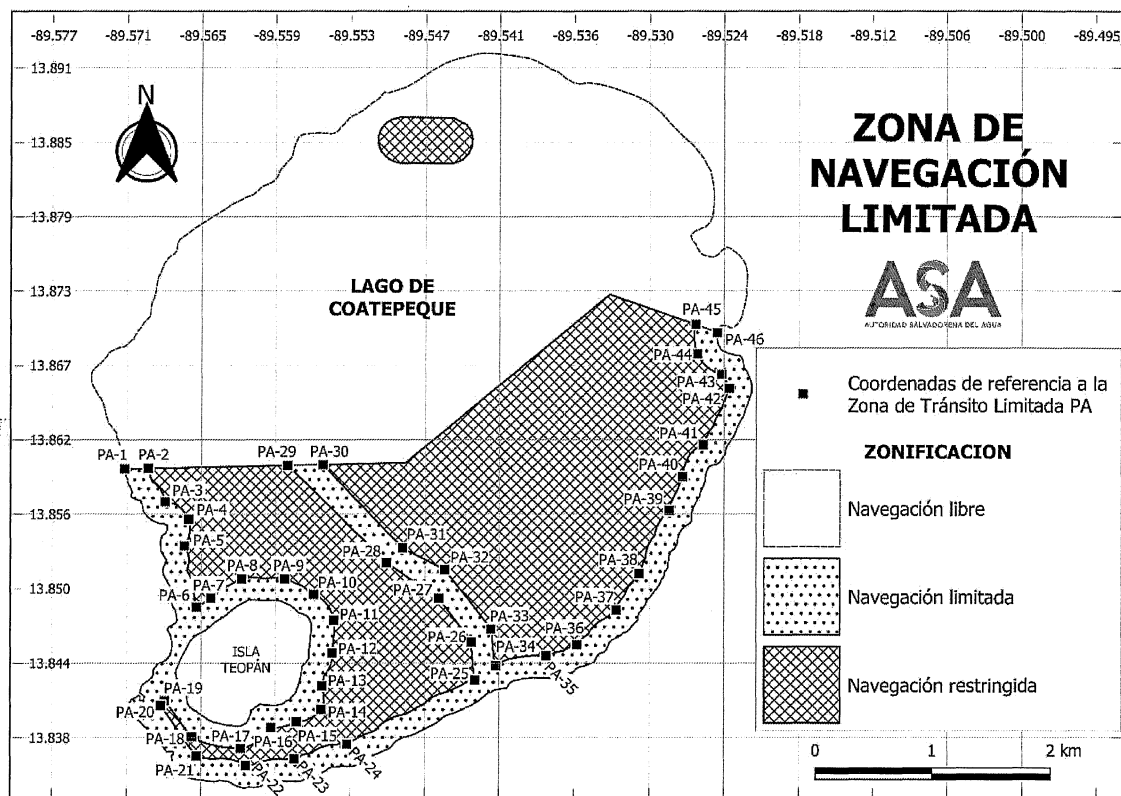 -89.577 -89.571 -89.565 -89.559 -89.553 -89.547 -89.541 -89.536 -89.530 -89.524 -89.518 -89.512 -89.506 -89.500 -89.495
13.891
N
13.885
13.879
13.873
13.867
13.862
13.856
13.850
13.844
13.838
ZONA DE
NAVEGACIÓN
LIMITADA
ASA
AUTORIDAD SALVADOREÑA DEL AGUA
LAGO DE
COATEPEQUE
PA-45
PA-46
PA-44
PA-43
PA-42
PA-41
PA-40
PA-39
PA-38
PA-37
PA-36
PA-35
PA-34
PA-33
PA-32
PA-31
PA-30
PA-29
PA-1
PA-2
PA-3
PA-4
PA-5
PA-6
PA-7
PA-8
PA-9
PA-10
PA-11
PA-12
PA-13
PA-14
PA-15
PA-16
PA-17
PA-18
PA-19
PA-20
PA-21
PA-22
PA-23
PA-24
PA-25
PA-26
PA-27
PA-28
ISLA
TEOPÁN
Coordenadas de referencia a la
Zona de Tránsito Limitada PA
ZONIFICACION
Navegación libre
Navegación limitada
Navegación restringida
0 1 2 km